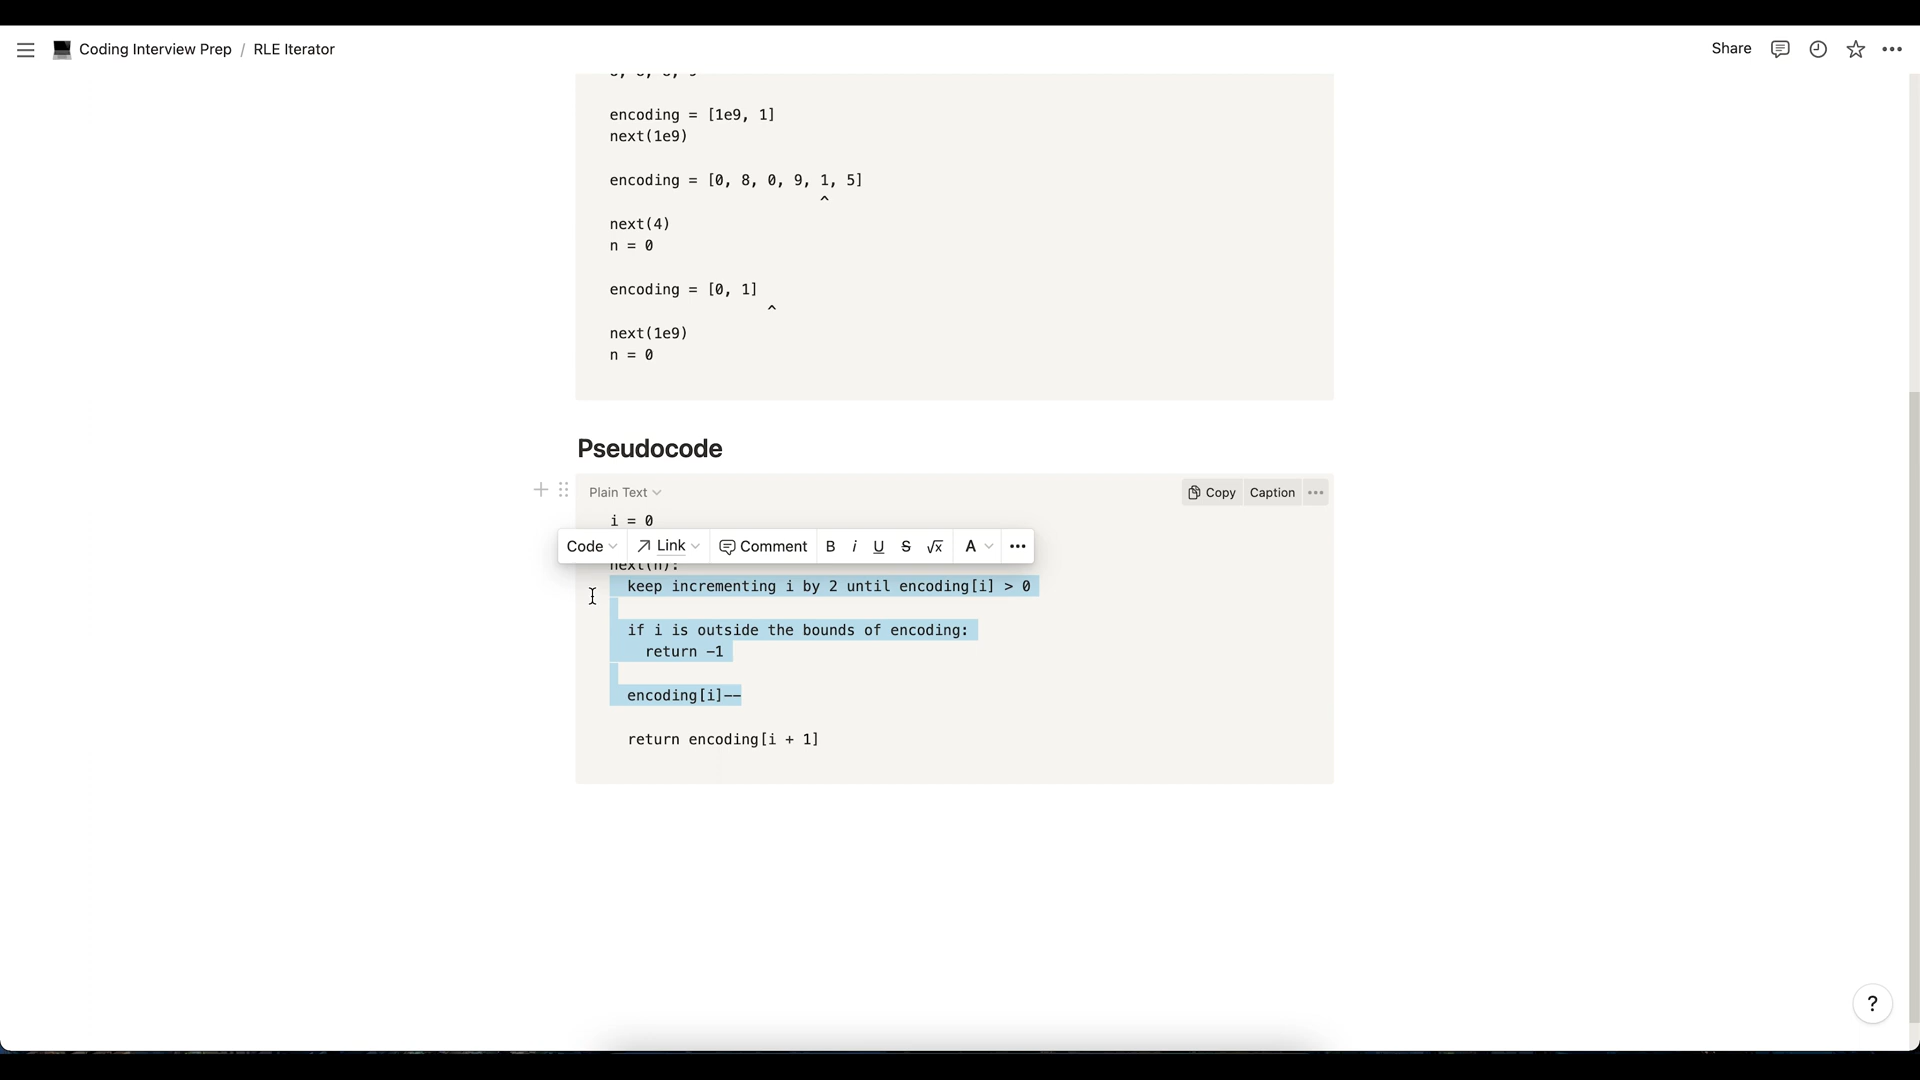 Coding Interview Prep / RLE Iterator
Share
encoding = [1e9, 1]
next(1e9)
encoding = [0, 8, 0, 9, 1, 5]
^
next(4)
n = 0
encoding = [0, 1]
^
next(1e9)
n = 0
Pseudocode
Plain Text
Copy Caption
i = 0
Code Link Comment B i U S √x A
next(n):
keep incrementing i by 2 until encoding[i] > 0
if i is outside the bounds of encoding:
return -1
encoding[i]--
return encoding[i + 1]
?